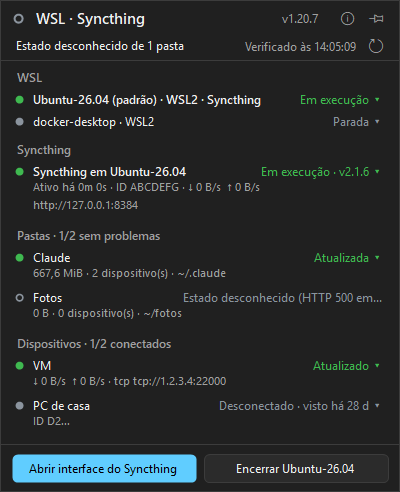 WSL · Syncthing
v1.20.7
Estado desconhecido de 1 pasta
Verificado às 14:05:09
WSL
Ubuntu-26.04 (padrão) · WSL2 · Syncthing
Em execução
docker-desktop · WSL2
Parada
Syncthing
Syncthing em Ubuntu-26.04
Em execução · v2.1.6
Ativo há 0m 0s · ID ABCDEFG · ↓ 0 B/s ↑ 0 B/s
http://127.0.0.1:8384
Pastas · 1/2 sem problemas
Claude
Atualizada
667,6 MiB · 2 dispositivo(s) · ~/.claude
Fotos
Estado desconhecido (HTTP 500 em...
0 B · 0 dispositivo(s) · ~/fotos
Dispositivos · 1/2 conectados
VM
Atualizado
↓ 0 B/s ↑ 0 B/s · tcp tcp://1.2.3.4:22000
PC de casa
Desconectado · visto há 28 d
ID D2...
Abrir interface do Syncthing
Encerrar Ubuntu-26.04